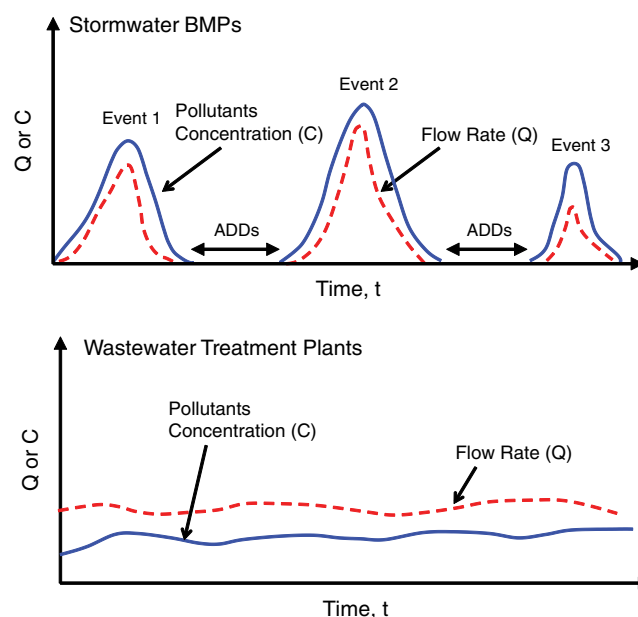 Stormwater BMPs
Event 2
Event 1
Pollutants
Concentration (C)
Flow Rate (Q)
Event 3
Q or C
ADDs
ADDs
Time, t
Wastewater Treatment Plants
Pollutants
Concentration (C)
Flow Rate (Q)
Q or C
Time, t